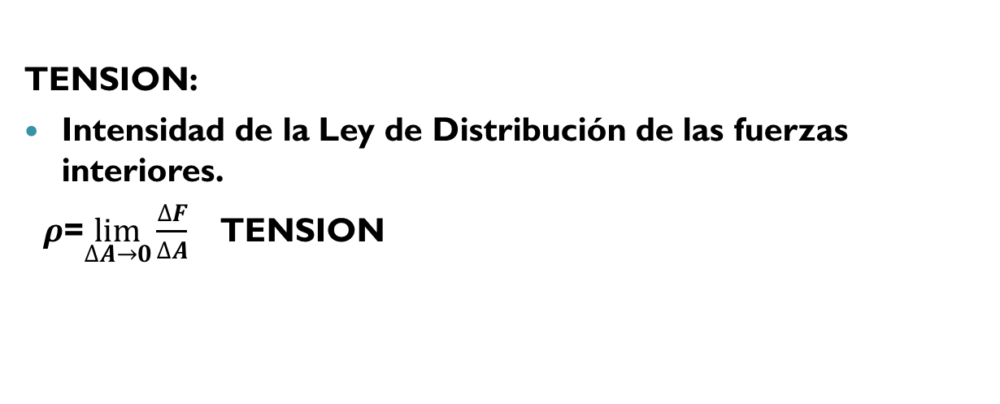 TENSION:
• Intensidad de la Ley de Distribución de las fuerzas
interiores.
ρ= lim ΔA→0 ΔF/ΔA TENSION